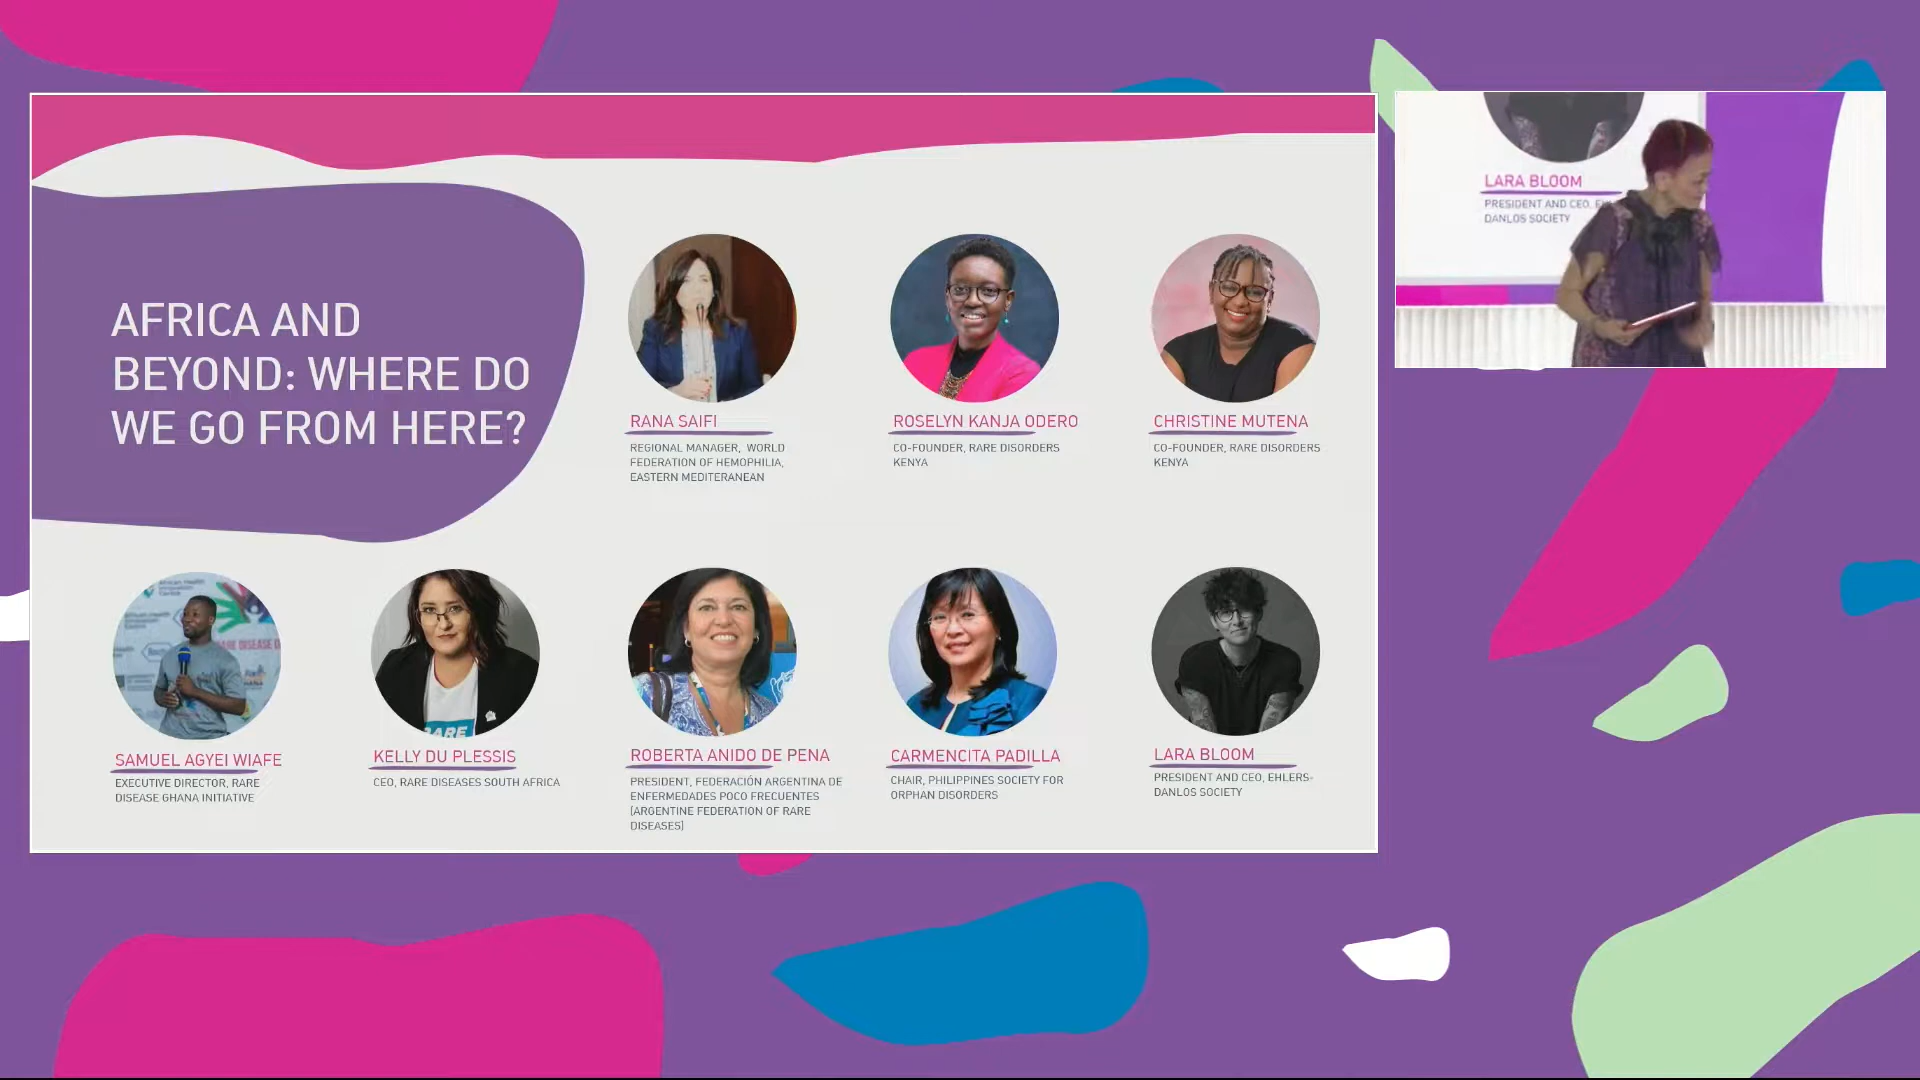 AFRICA AND
BEYOND: WHERE DO
WE GO FROM HERE?
RANA SAIFI
REGIONAL MANAGER, WORLD
FEDERATION OF HEMOPHILIA,
EASTERN MEDITERANEAN
ROSELYN KANJA ODERO
CO-FOUNDER, RARE DISORDERS
KENYA
CHRISTINE MUTENA
CO-FOUNDER, RARE DISORDERS
KENYA
SAMUEL AGYEI WIAFE
EXECUTIVE DIRECTOR, RARE
DISEASE GHANA INITIATIVE
KELLY DU PLESSIS
CEO, RARE DISEASES SOUTH AFRICA
ROBERTA ANIDO DE PENA
PRESIDENT, FEDERACIÓN ARGENTINA DE
ENFERMEDADES POCO FRECUENTES
(ARGENTINE FEDERATION OF RARE
DISEASES)
CARMENCITA PADILLA
CHAIR, PHILIPPINES SOCIETY FOR
ORPHAN DISORDERS
LARA BLOOM
PRESIDENT AND CEO, EHLERS-
DANLOS SOCIETY
LARA BLOOM
PRESIDENT AND CEO,
DANLOS SOCIETY